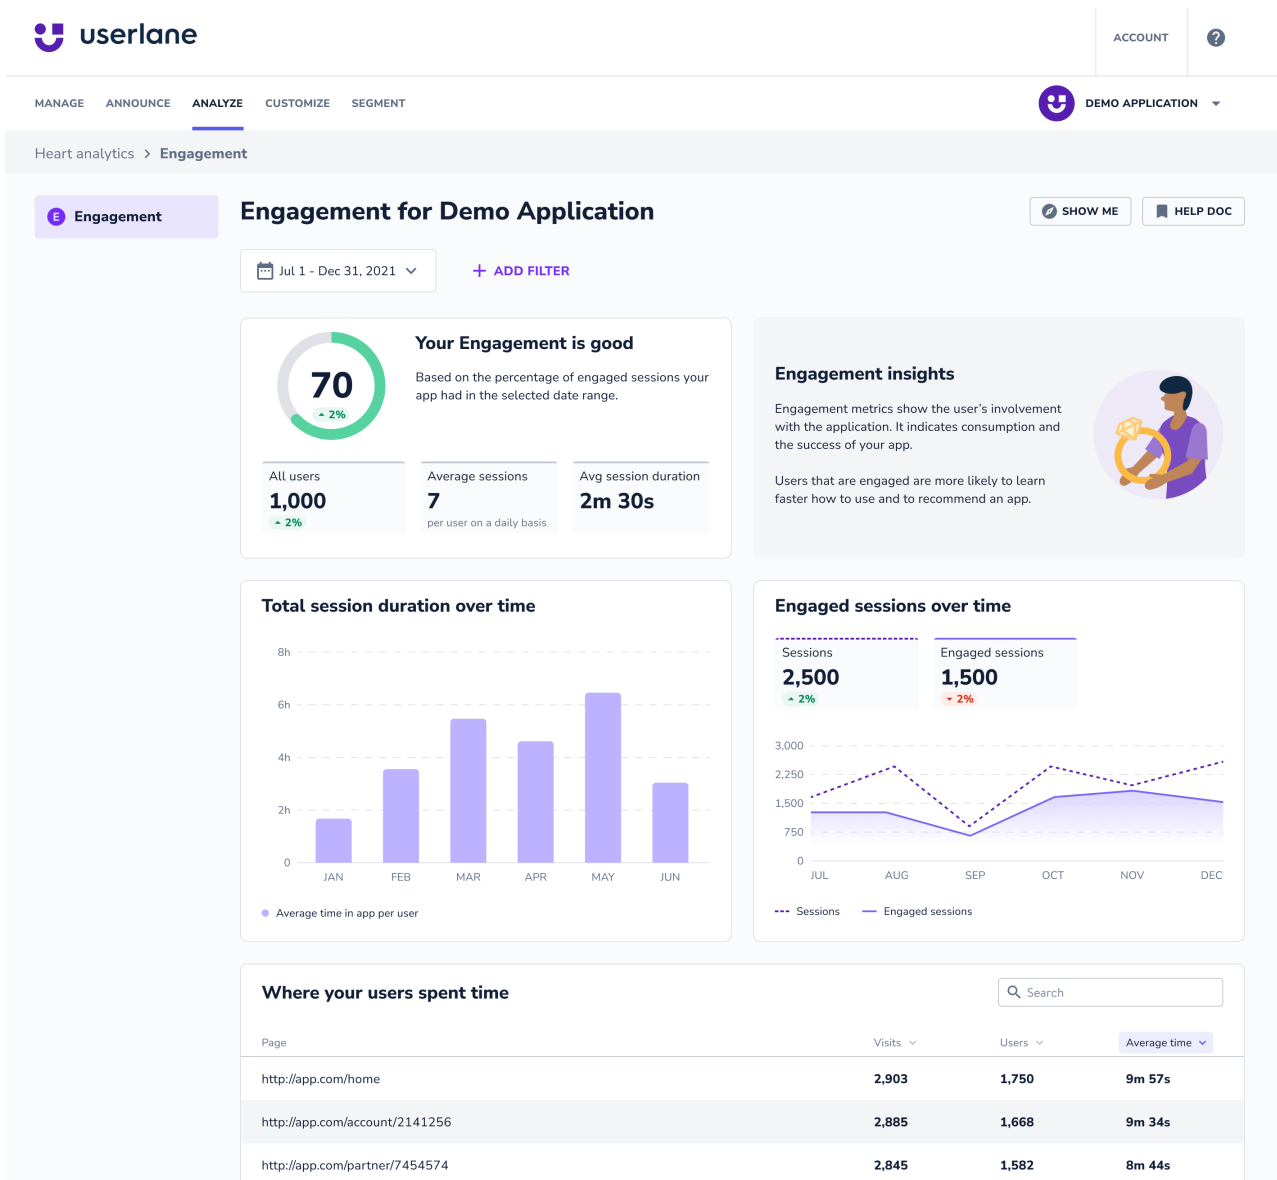 userlane
ACCOUNT
?
MANAGE ANNOUNCE ANALYZE CUSTOMIZE SEGMENT
DEMO APPLICATION
Heart analytics > Engagement
E Engagement
Engagement for Demo Application
SHOW ME
HELP DOC
Jul 1 - Dec 31, 2021
+ ADD FILTER
70
2%
Your Engagement is good
Based on the percentage of engaged sessions your
app had in the selected date range.
All users
1,000
2%
Average sessions
7
per user on a daily basis
Avg session duration
2m 30s
Engagement insights
Engagement metrics show the user’s involvement
with the application. It indicates consumption and
the success of your app.
Users that are engaged are more likely to learn
faster how to use and to recommend an app.
Total session duration over time
8h
6h
4h
2h
0
JAN FEB MAR APR MAY JUN
Average time in app per user
Engaged sessions over time
Sessions
2,500
2%
Engaged sessions
1,500
2%
3,000
2,250
1,500
750
0
JUL AUG SEP OCT NOV DEC
Sessions Engaged sessions
Where your users spent time
Search
Page Visits Users Average time
http://app.com/home 2,903 1,750 9m 57s
http://app.com/account/2141256 2,885 1,668 9m 34s
http://app.com/partner/7454574 2,845 1,582 8m 44s